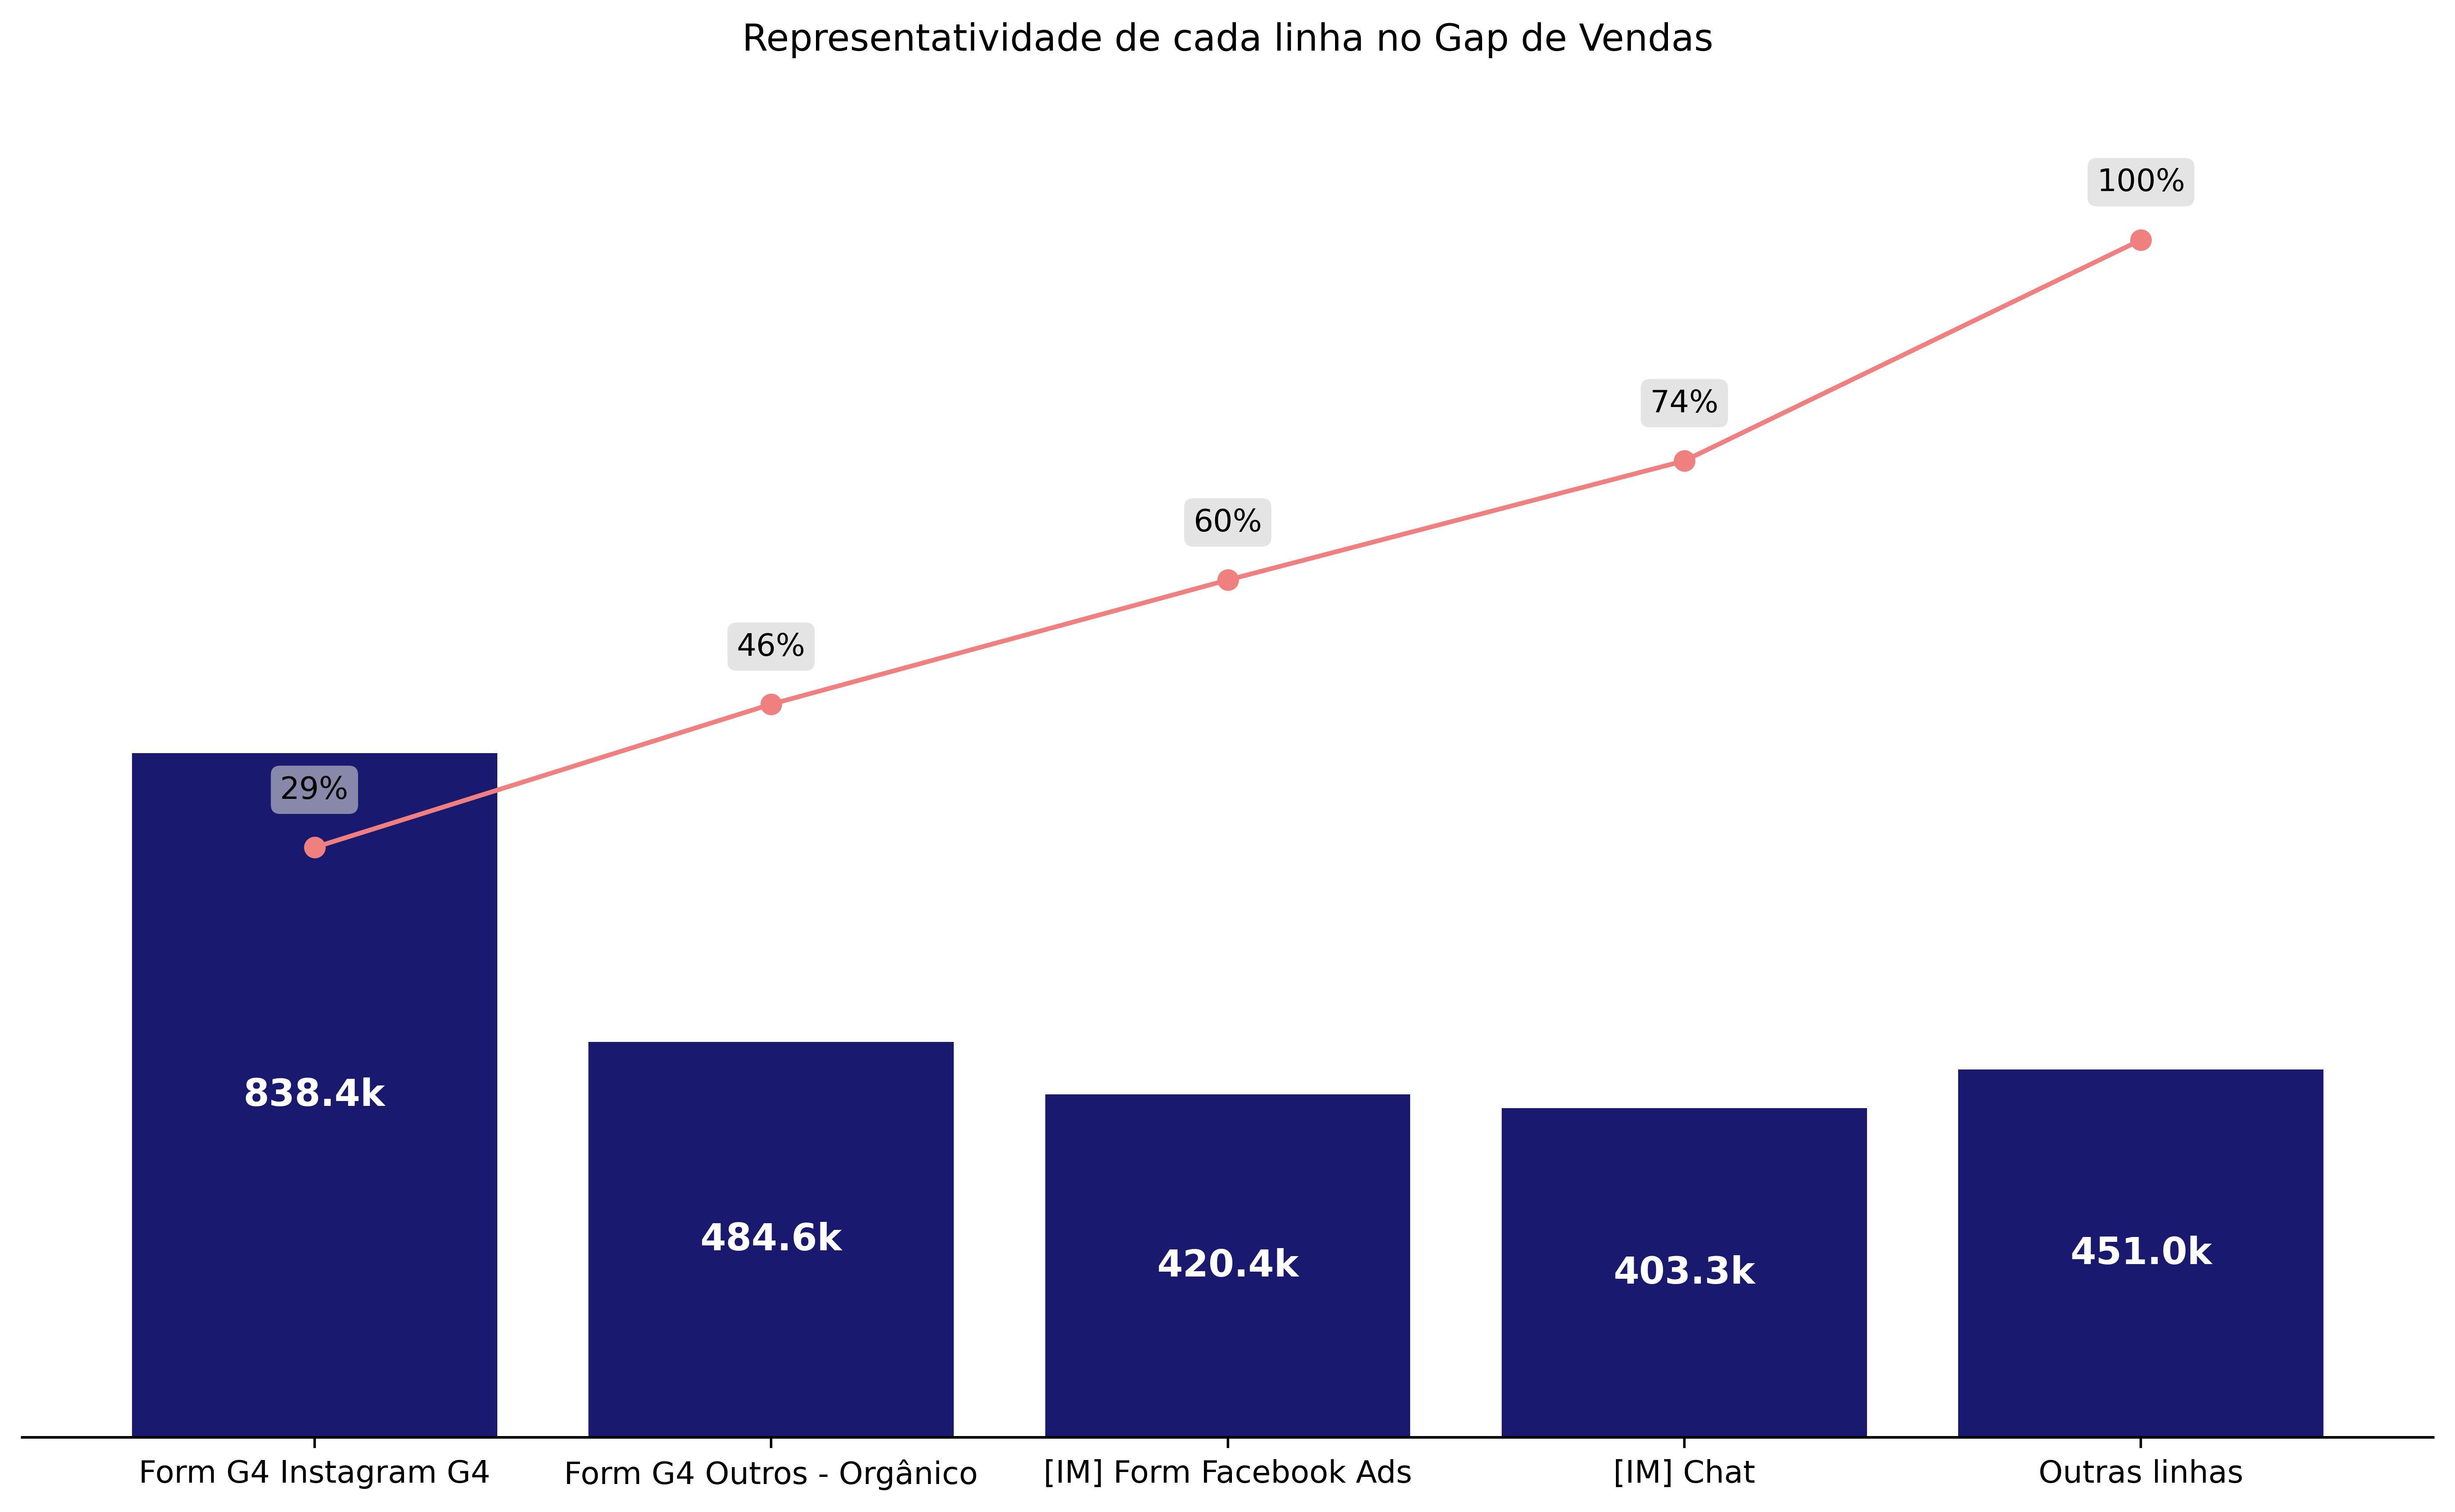 Representatividade de cada linha no Gap de Vendas
100%
74%
60%
46%
29%
838.4k
484.6k
420.4k
403.3k
451.0k
Form G4 Instagram G4
Form G4 Outros - Orgânico
[IM] Form Facebook Ads
[IM] Chat
Outras linhas